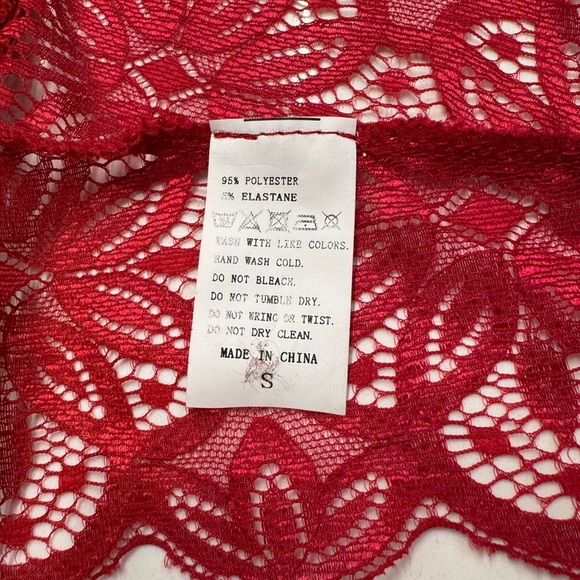 95% POLYESTER
5% ELASTANE
WASH WITH LIKE COLORS.
HAND WASH COLD.
DO NOT BLEACH.
DO NOT TUMBLE DRY.
DO NOT WRING OR TWIST.
DO NOT DRY CLEAN.
MADE IN CHINA
S